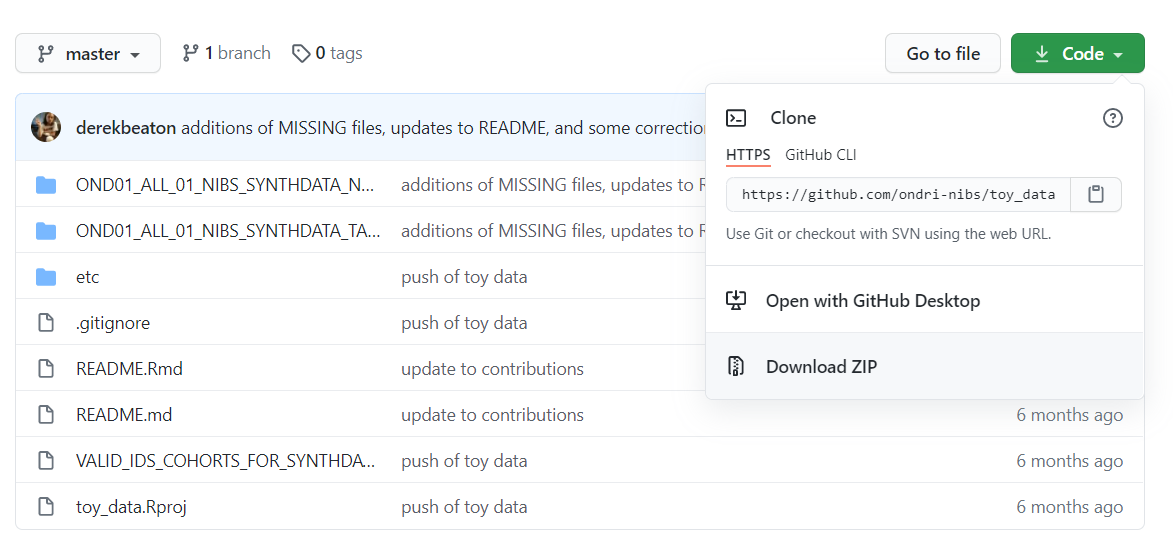 master 1 branch 0 tags Go to file Code
derekbeaton additions of MISSING files, updates to README, and some correctio
Clone
HTTPS GitHub CLI
https://github.com/ondri-nibs/toy_data
Use Git or checkout with SVN using the web URL.
Open with GitHub Desktop
Download ZIP
OND01_ALL_01_NIBS_SYNTHDATA_N... additions of MISSING files, updates to R
OND01_ALL_01_NIBS_SYNTHDATA_TA... additions of MISSING files, updates to R
etc push of toy data
.gitignore push of toy data
README.Rmd update to contributions
README.md update to contributions 6 months ago
VALID_IDS_COHORTS_FOR_SYNTHDA... push of toy data 6 months ago
toy_data.Rproj push of toy data 6 months ago